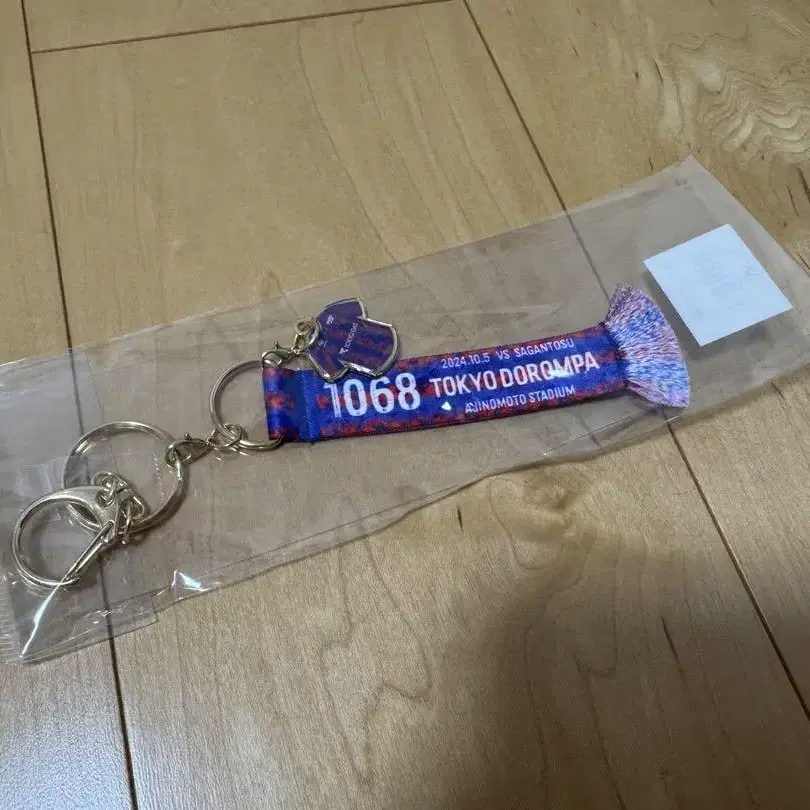 2024.10.5 VS SAGANTOSU
1068 TOKYO DOROMPA
AJINOMOTO STADIUM